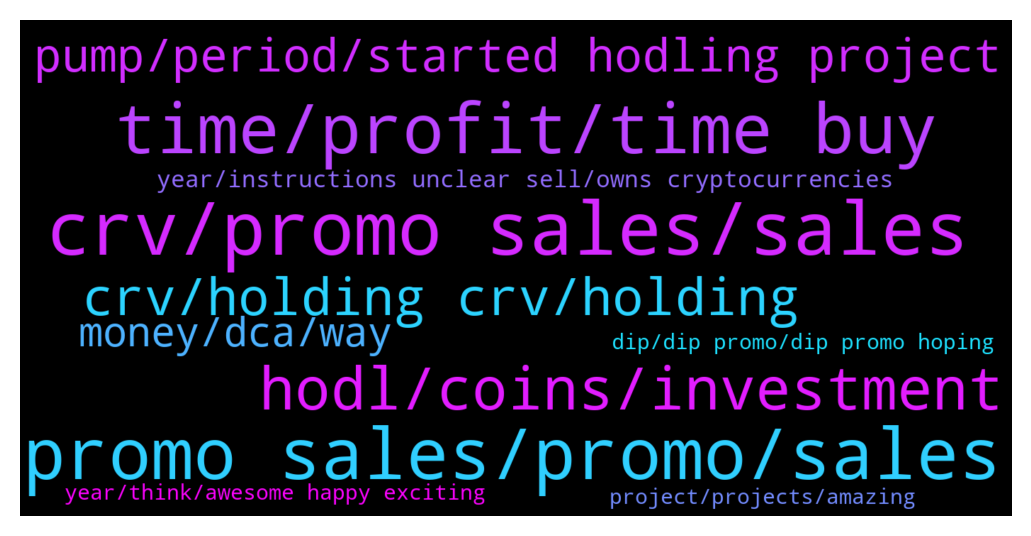 pump/period/started hodling project
time/profit/time buy
year/instructions unclear sell/owns cryptocurrencies
crv/promo sales/sales
crv/holding crv/holding
money/dca/way
dip/dip promo/dip promo hoping
hodl/coins/investment
promo sales/promo/sales
year/think/awesome happy exciting
project/projects/amazing